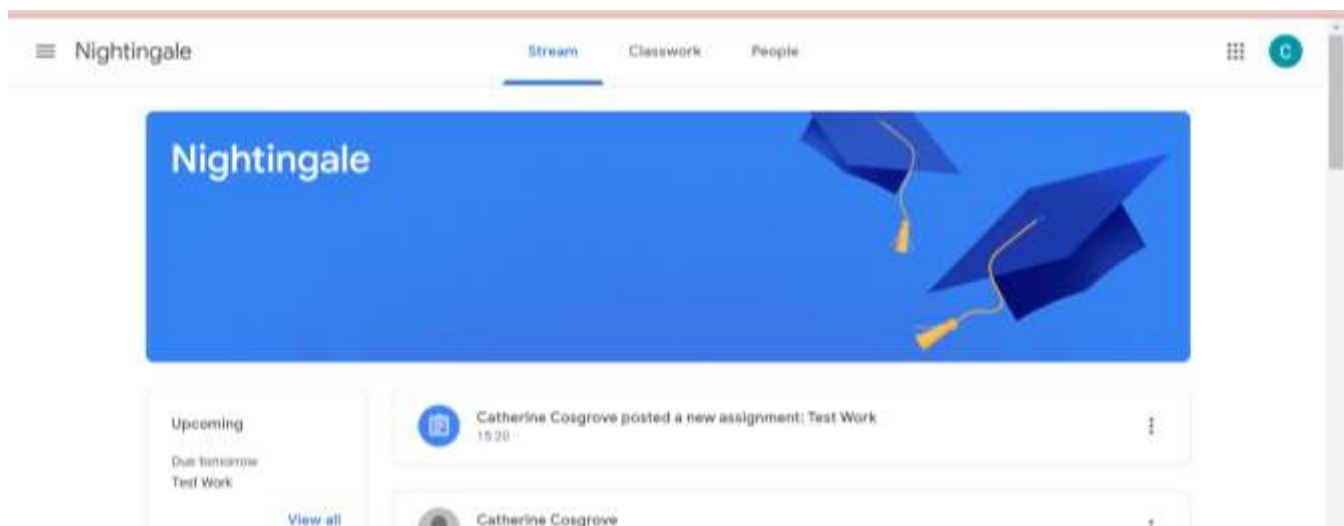 Nightingale
Stream Classwork People
C
Nightingale
Upcoming
Due tomorrow
Test Work
View all
Catherine Cosgrove posted a new assignment: Test Work
15:20
Catherine Cosgrove